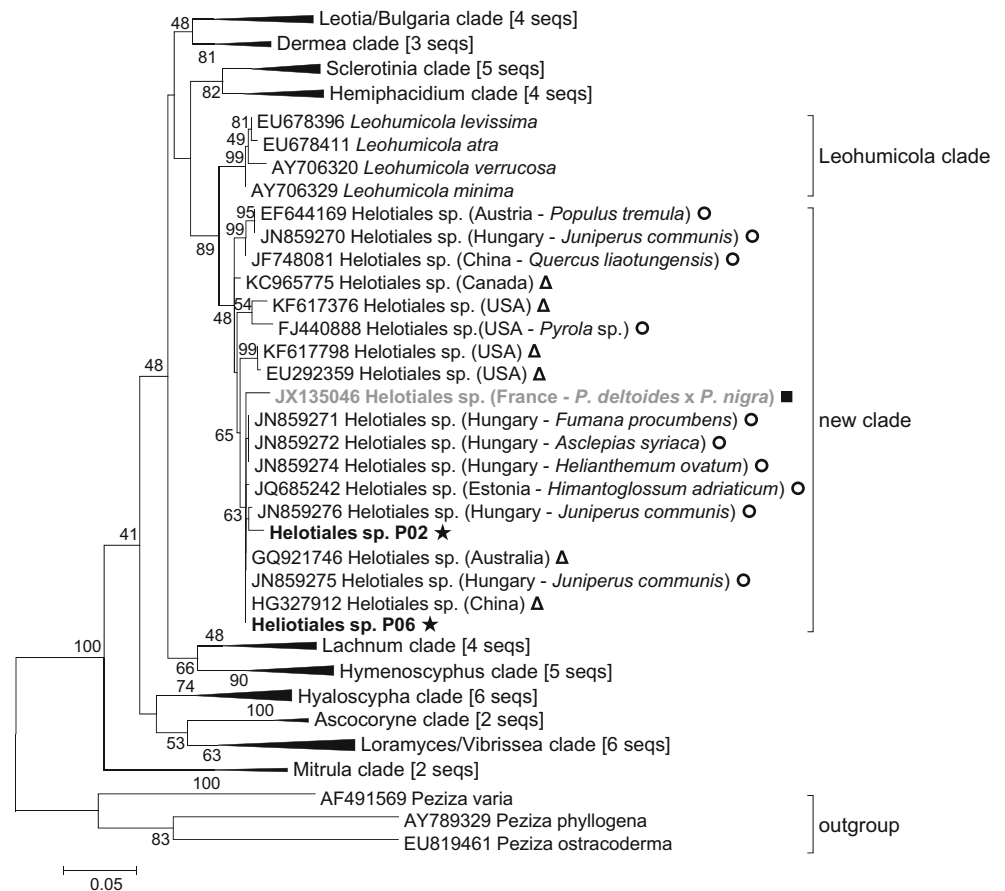 48
Leotia/Bulgaria clade [4 seqs]
Dermea clade [3 seqs]
81
Sclerotinia clade [5 seqs]
82
Hemiphacidium clade [4 seqs]
81
EU678396 Leohumicola levissima
49
EU678411 Leohumicola atra
99
AY706320 Leohumicola verrucosa
Leohumicola clade
AY706329 Leohumicola minima
95
EF644169 Helotiales sp. (Austria - Populus tremula)
99
JN859270 Helotiales sp. (Hungary - Juniperus communis)
89
JF748081 Helotiales sp. (China - Quercus liaotungensis)
KC965775 Helotiales sp. (Canada) Δ
54
KF617376 Helotiales sp. (USA) Δ
48
FJ440888 Helotiales sp.(USA - Pyrola sp.)
99
KF617798 Helotiales sp. (USA) Δ
48
EU292359 Helotiales sp. (USA) Δ
JX135046 Helotiales sp. (France - P. deltoides x P. nigra)
JN859271 Helotiales sp. (Hungary - Fumana procumbens)
new clade
65
JN859272 Helotiales sp. (Hungary - Asclepias syriaca)
JN859274 Helotiales sp. (Hungary - Helianthemum ovatum)
JQ685242 Helotiales sp. (Estonia - Himantoglossum adriaticum)
63
JN859276 Helotiales sp. (Hungary - Juniperus communis)
41
Helotiales sp. P02 ★
GQ921746 Helotiales sp. (Australia) Δ
JN859275 Helotiales sp. (Hungary - Juniperus communis)
HG327912 Helotiales sp. (China) Δ
Heliotiales sp. P06 ★
48
Lachnum clade [4 seqs]
100
66
Hymenoscyphus clade [5 seqs]
90
74
Hyaloscypha clade [6 seqs]
100
Ascocoryne clade [2 seqs]
53
Loramyces/Vibrissea clade [6 seqs]
63
Mitrula clade [2 seqs]
100
AF491569 Peziza varia
AY789329 Peziza phyllogena
outgroup
83
EU819461 Peziza ostracoderma
0.05